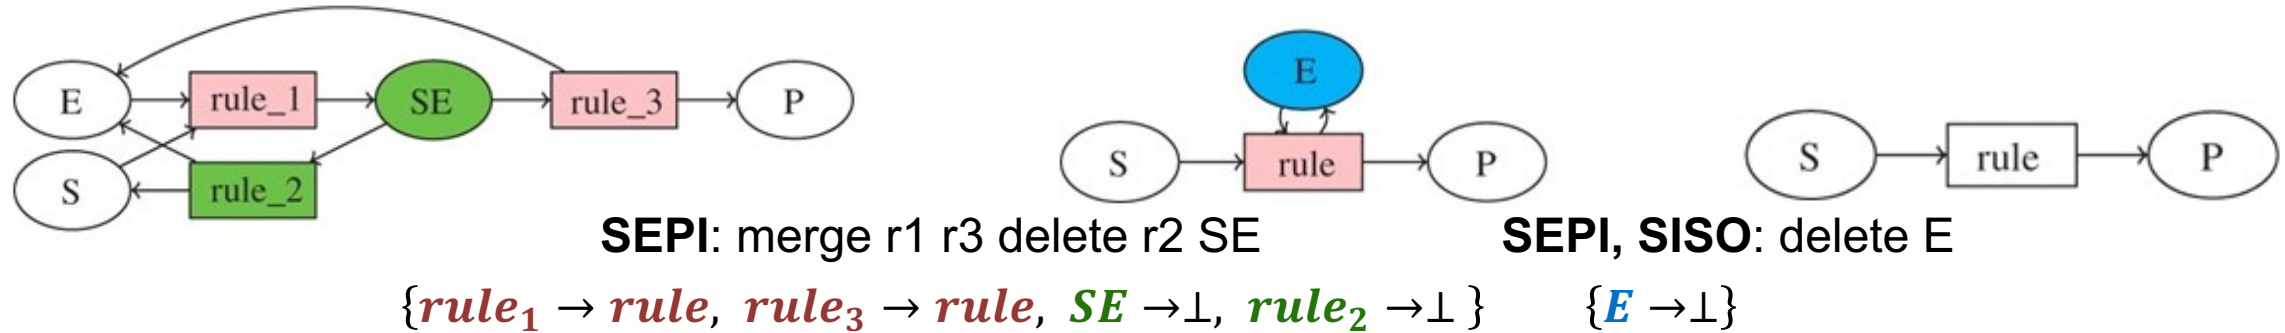 E rule_1 SE rule_3 P
S rule_2
E
S rule P
S rule P
SEPI: merge r1 r3 delete r2 SE
SEPI, SISO: delete E
{rule₁ → rule, rule₃ → rule, SE →⊥, rule₂ →⊥ }
{E →⊥}